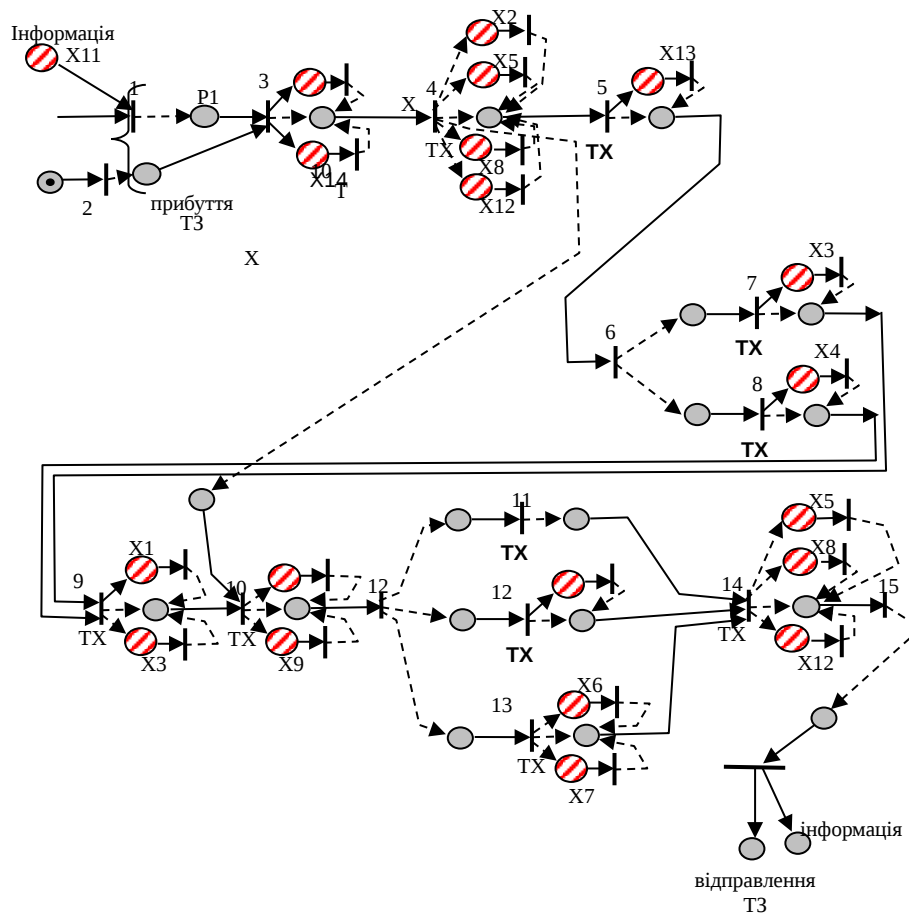 Інформація
X11
1
P1
3
X
4
X2
X5
TX
X8
X12
5
TX
X13
2
прибуття
ТЗ
X14
10
T
X
6
7
X3
TX
8
X4
TX
9
X1
TX
X3
10
TX
X9
12
11
TX
12
TX
13
X6
TX
X7
14
X5
X8
TX
X12
15
інформація
відправлення
ТЗ